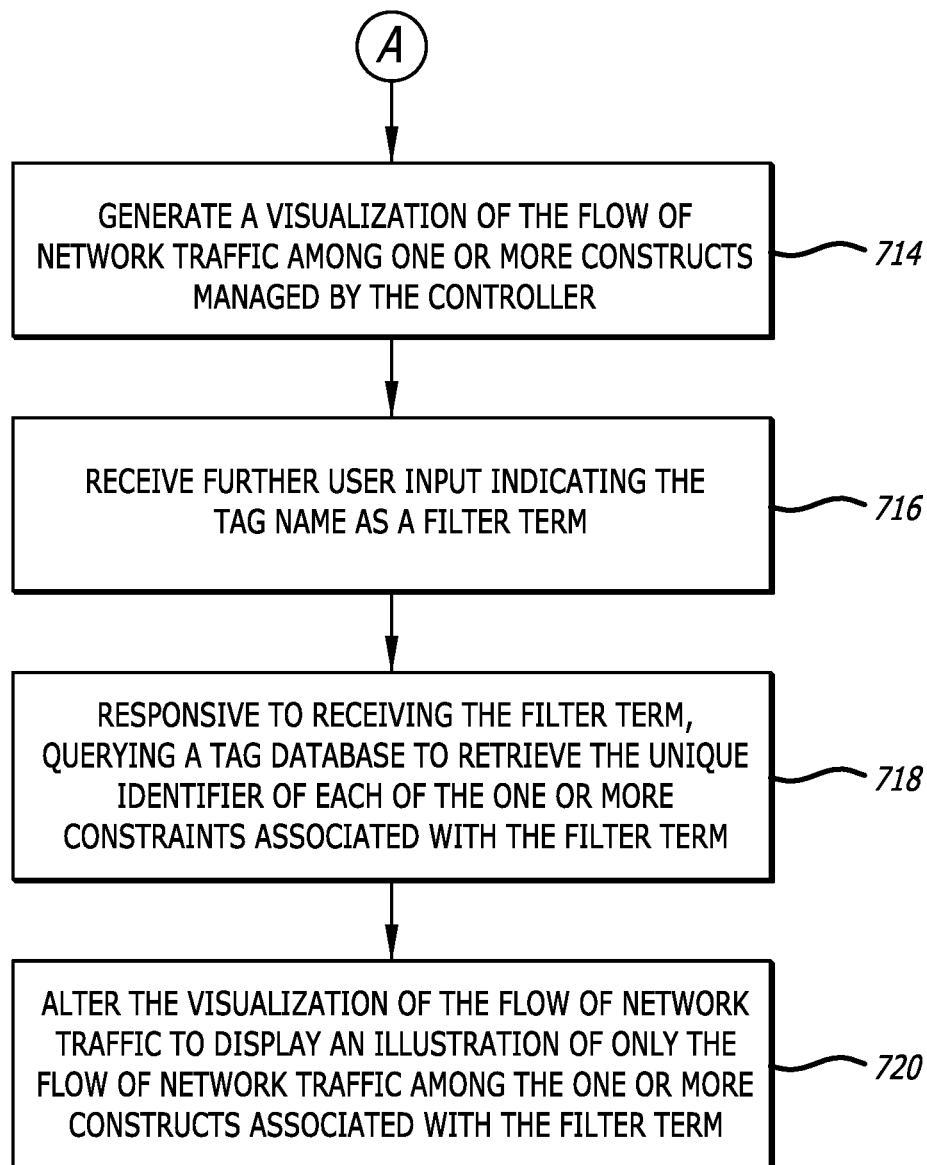 A
GENERATE A VISUALIZATION OF THE FLOW OF
NETWORK TRAFFIC AMONG ONE OR MORE CONSTRUCTS
MANAGED BY THE CONTROLLER
714
RECEIVE FURTHER USER INPUT INDICATING THE
TAG NAME AS A FILTER TERM
716
RESPONSIVE TO RECEIVING THE FILTER TERM,
QUERYING A TAG DATABASE TO RETRIEVE THE UNIQUE
IDENTIFIER OF EACH OF THE ONE OR MORE
CONSTRAINTS ASSOCIATED WITH THE FILTER TERM
718
ALTER THE VISUALIZATION OF THE FLOW OF NETWORK
TRAFFIC TO DISPLAY AN ILLUSTRATION OF ONLY THE
FLOW OF NETWORK TRAFFIC AMONG THE ONE OR MORE
CONSTRUCTS ASSOCIATED WITH THE FILTER TERM
720